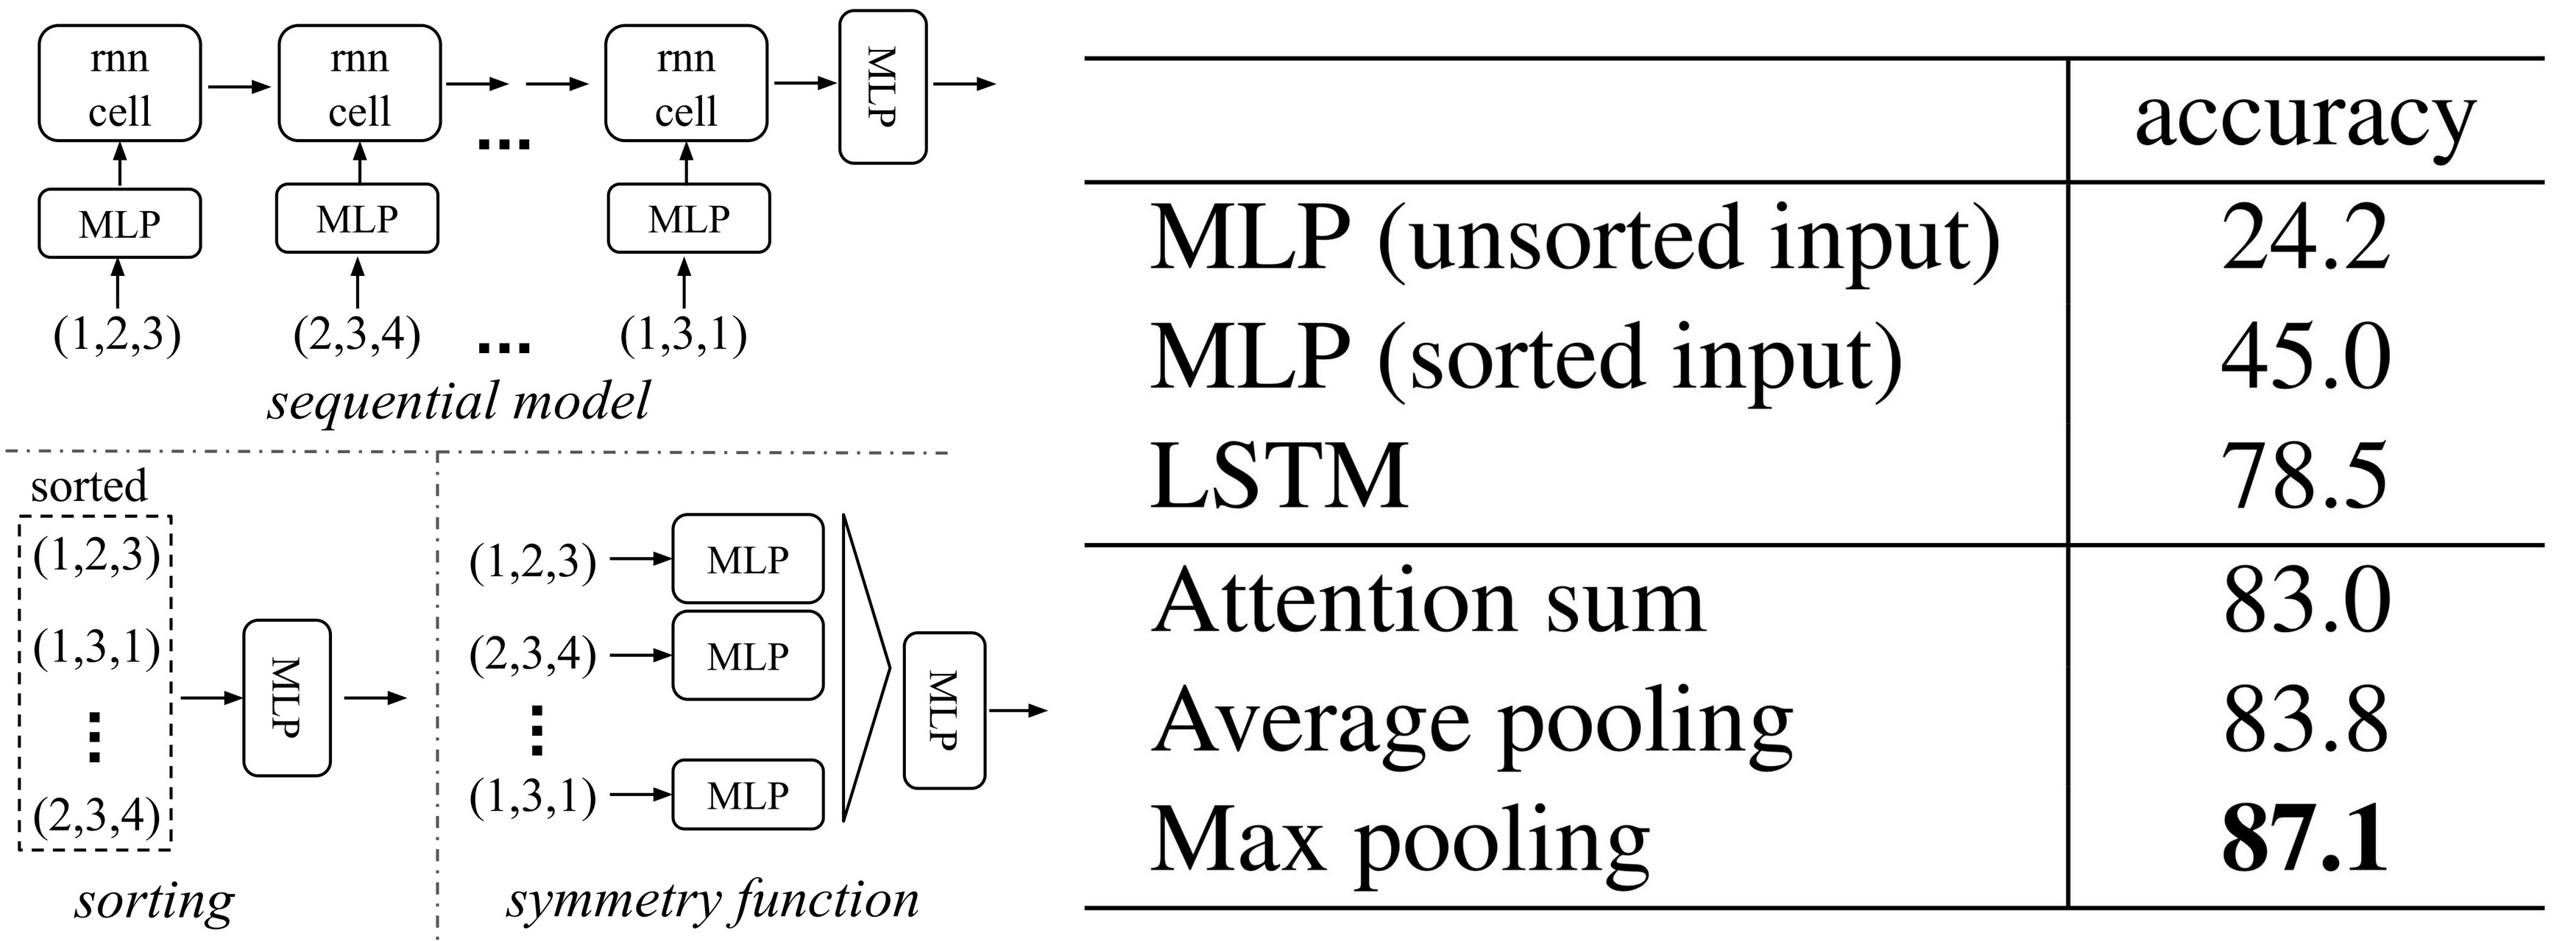 rnn cell
rnn cell
rnn cell
MLP
...
MLP
MLP
MLP
(1,2,3)
(2,3,4)
...
(1,3,1)
sequential model
sorted
(1,2,3)
(1,3,1)
⋮
(2,3,4)
MLP
sorting
(1,2,3)
MLP
(2,3,4)
MLP
⋮
(1,3,1)
MLP
MLP
symmetry function
accuracy
MLP (unsorted input) 24.2
MLP (sorted input) 45.0
LSTM 78.5
Attention sum 83.0
Average pooling 83.8
Max pooling 87.1